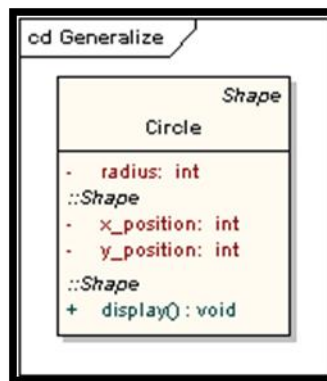 cd Generalize
Shape
Circle
- radius: int
::Shape
- x_position: int
- y_position: int
::Shape
+ display() : void